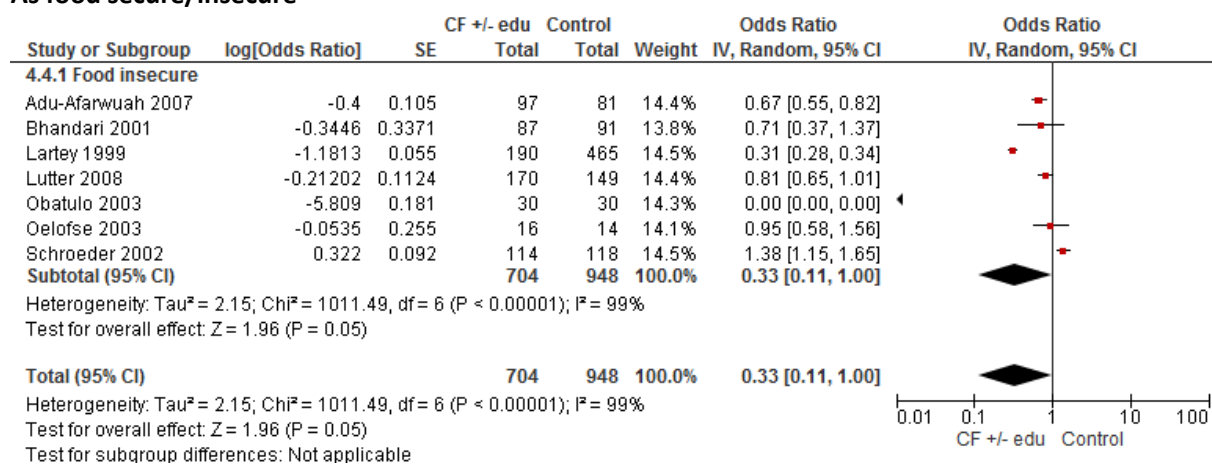 As food secure/insecure
CF +/- edu Control Odds Ratio Odds Ratio
Study or Subgroup log[Odds Ratio] SE Total Total Weight IV, Random, 95% CI IV, Random, 95% CI
4.4.1 Food insecure
Adu-Afarwuah 2007 -0.4 0.105 97 81 14.4% 0.67 [0.55, 0.82]
Bhandari 2001 -0.3446 0.3371 87 91 13.8% 0.71 [0.37, 1.37]
Lartey 1999 -1.1813 0.055 190 465 14.5% 0.31 [0.28, 0.34]
Lutter 2008 -0.21202 0.1124 170 149 14.4% 0.81 [0.65, 1.01]
Obatulo 2003 -5.809 0.181 30 30 14.3% 0.00 [0.00, 0.00]
Oelofse 2003 -0.0535 0.255 16 14 14.1% 0.95 [0.58, 1.56]
Schroeder 2002 0.322 0.092 114 118 14.5% 1.38 [1.15, 1.65]
Subtotal (95% CI) 704 948 100.0% 0.33 [0.11, 1.00]
Heterogeneity: Tau² = 2.15; Chi² = 1011.49, df = 6 (P < 0.00001); I² = 99%
Test for overall effect: Z = 1.96 (P = 0.05)
Total (95% CI) 704 948 100.0% 0.33 [0.11, 1.00]
Heterogeneity: Tau² = 2.15; Chi² = 1011.49, df = 6 (P < 0.00001); I² = 99%
Test for overall effect: Z = 1.96 (P = 0.05)
Test for subgroup differences: Not applicable
0.01 0.1 1 10 100
CF +/- edu Control